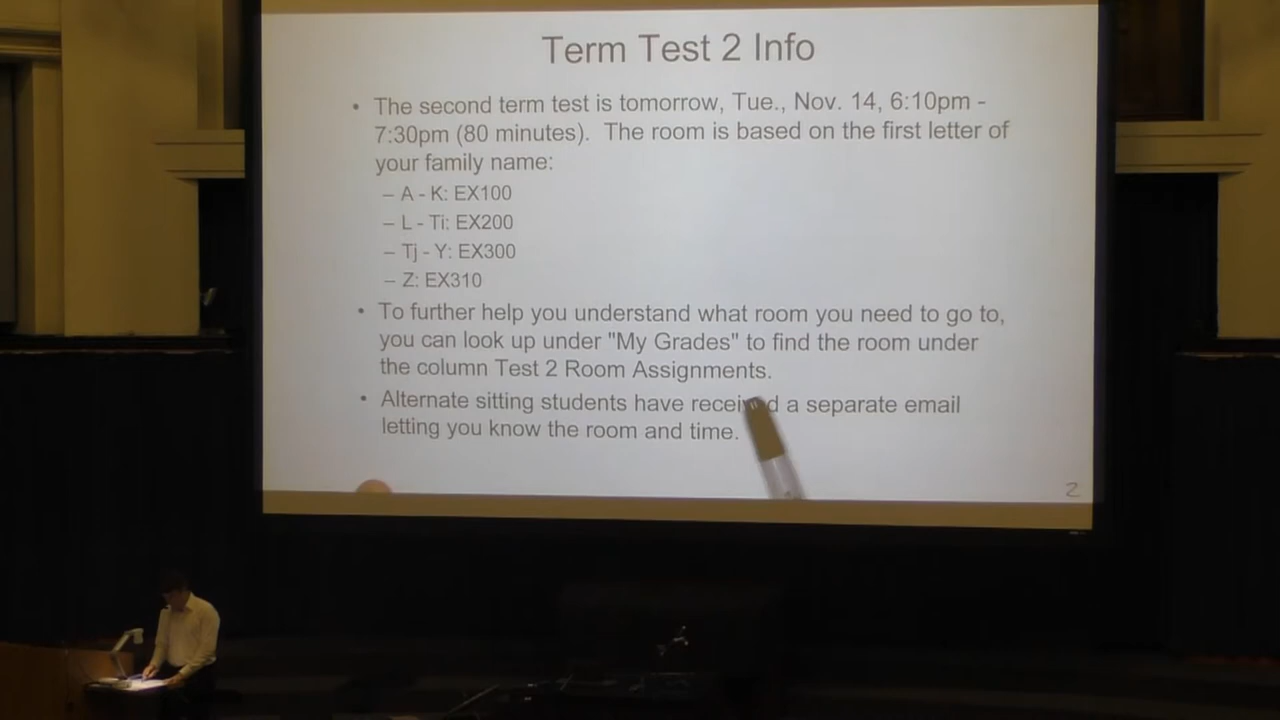 Term Test 2 Info
• The second term test is tomorrow, Tue., Nov. 14, 6:10pm -
7:30pm (80 minutes). The room is based on the first letter of
your family name:
– A - K: EX100
– L - Ti: EX200
– Tj - Y: EX300
– Z: EX310
• To further help you understand what room you need to go to,
you can look up under "My Grades" to find the room under
the column Test 2 Room Assignments.
• Alternate sitting students have received a separate email
letting you know the room and time.
2